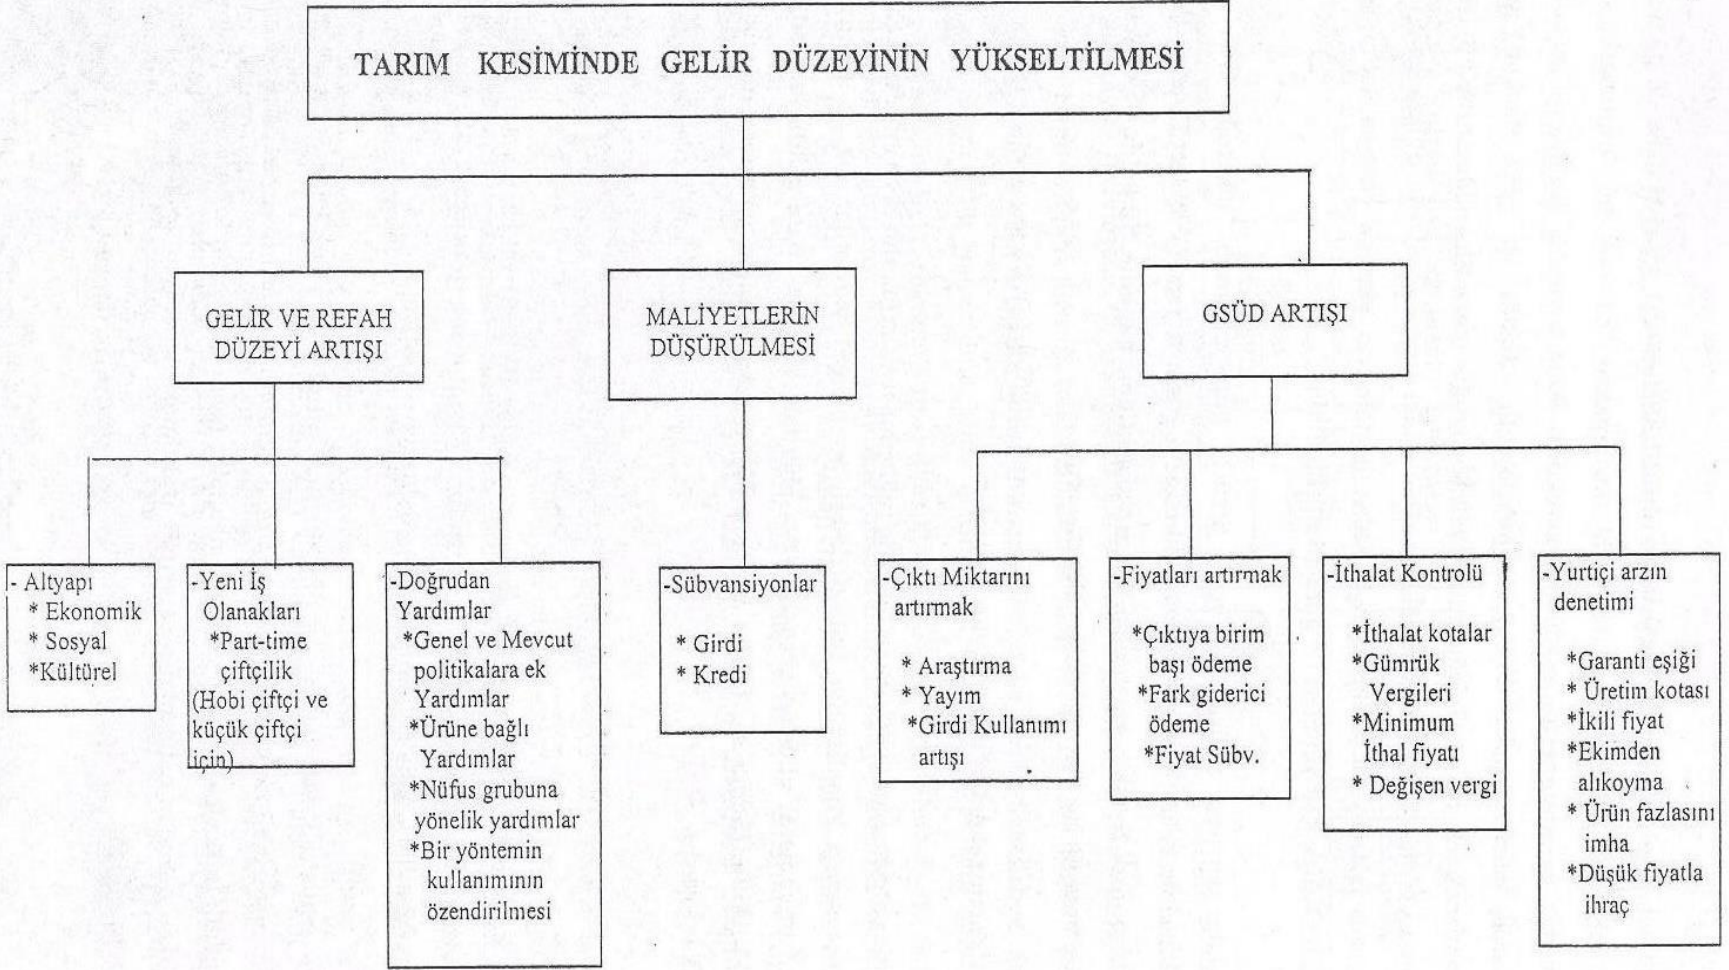 TARIM KESİMİNDE GELİR DÜZEYİNİN YÜKSELTİLMESİ
GELİR VE REFAH
DÜZEYİ ARTIŞI
MALİYETLERİN
DÜŞÜRÜLMESİ
GSÜD ARTIŞI
- Altyapı
* Ekonomik
* Sosyal
*Kültürel
-Yeni İş
Olanakları
*Part-time
çiftçilik
(Hobi çiftçi ve
küçük çiftçi
için)
-Doğrudan
Yardımlar
*Genel ve Mevcut
politikalara ek
Yardımlar
*Ürüne bağlı
Yardımlar
*Nüfus grubuna
yönelik yardımlar
*Bir yöntemin
kullanımının
özendirilmesi
-Sübvansiyonlar
* Girdi
* Kredi
-Çıktı Miktarını
artırmak
* Araştırma
* Yayım
*Girdi Kullanımı
artışı
-Fiyatları artırmak
*Çıktıya birim
başı ödeme
*Fark giderici
ödeme
*Fiyat Sübv.
-İthalat Kontrolü
*İthalat kotalar
*Gümrük
Vergileri
*Minimum
İthal fiyatı
* Değişen vergi
-Yurtiçi arzın
denetimi
*Garanti eşiği
* Üretim kotası
*İkili fiyat
*Ekimden
alıkoyma
* Ürün fazlasını
imha
*Düşük fiyatla
ihraç